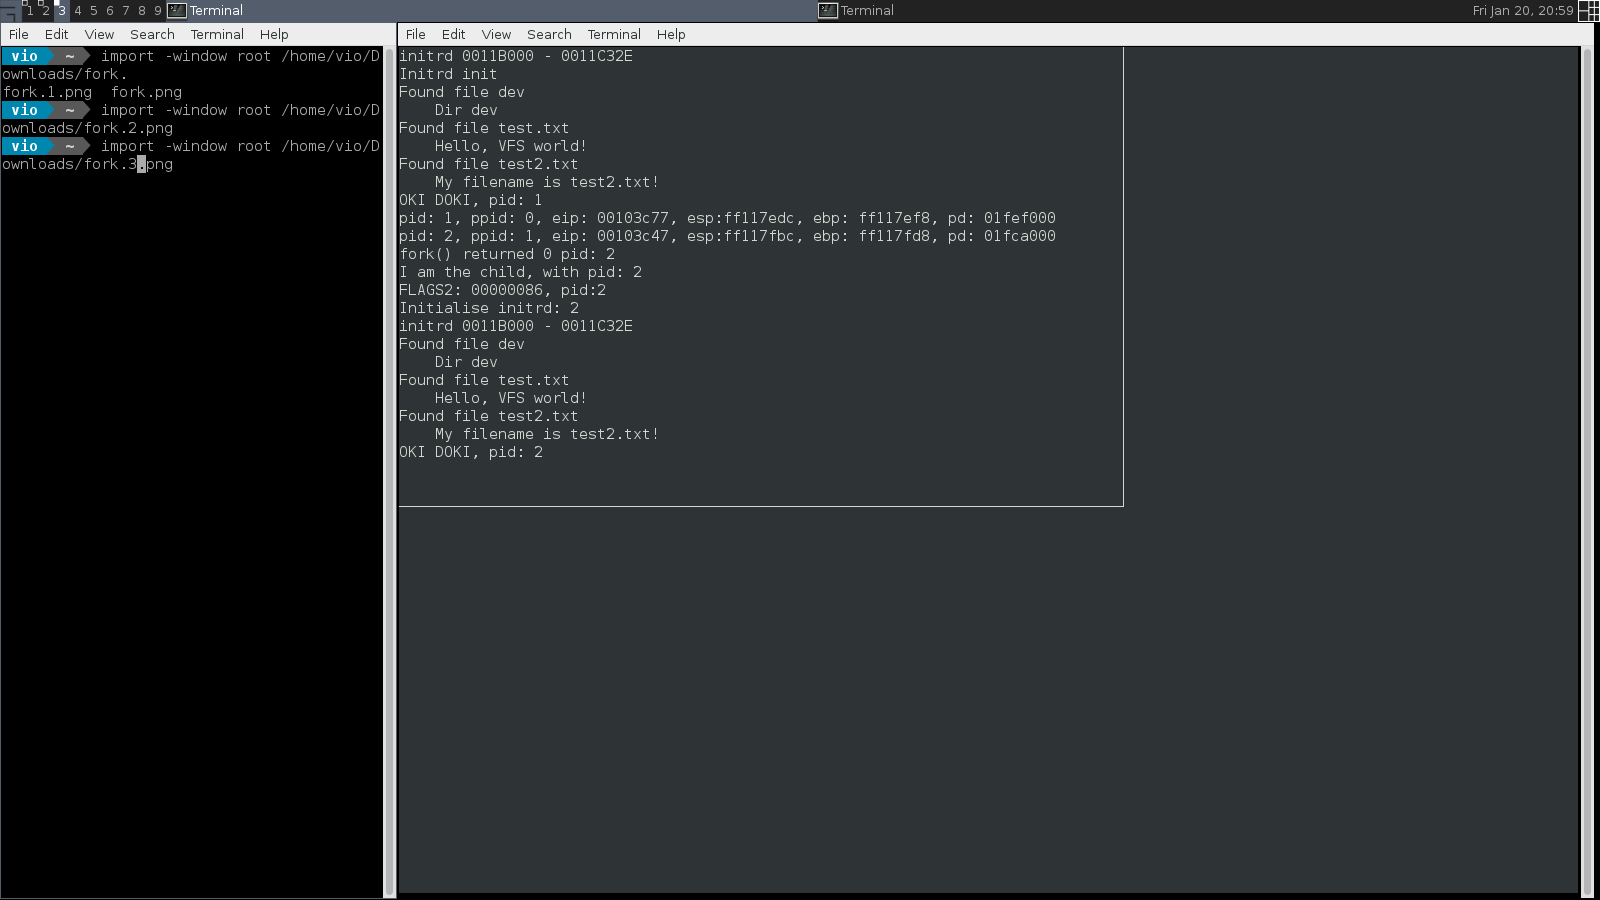 1 2 3 4 5 6 7 8 9 Terminal Terminal Fri Jan 20, 20:59
File Edit View Search Terminal Help
vio ~ import -window root /home/vio/D
ownloads/fork.
fork.1.png  fork.png
vio ~ import -window root /home/vio/D
ownloads/fork.2.png
vio ~ import -window root /home/vio/D
ownloads/fork.3.png
File Edit View Search Terminal Help
initrd 0011B000 - 0011C32E
Initrd init
Found file dev
    Dir dev
Found file test.txt
    Hello, VFS world!
Found file test2.txt
    My filename is test2.txt!
OKI DOKI, pid: 1
pid: 1, ppid: 0, eip: 00103c77, esp:ff117edc, ebp: ff117ef8, pd: 01fef000
pid: 2, ppid: 1, eip: 00103c47, esp:ff117fbc, ebp: ff117fd8, pd: 01fca000
fork() returned 0 pid: 2
I am the child, with pid: 2
FLAGS2: 00000086, pid:2
Initialise initrd: 2
initrd 0011B000 - 0011C32E
Found file dev
    Dir dev
Found file test.txt
    Hello, VFS world!
Found file test2.txt
    My filename is test2.txt!
OKI DOKI, pid: 2